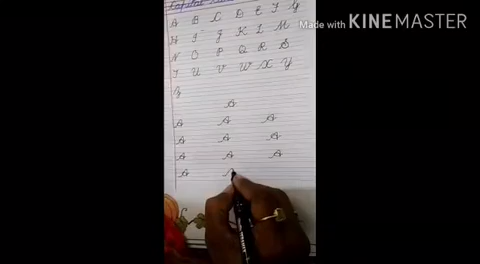 Made with KINEMASTER
Capital
A B C D E F G
H I J K L M
N O P Q R S
T U V W X Y
Z
A
A A A
A A A
A A A
A